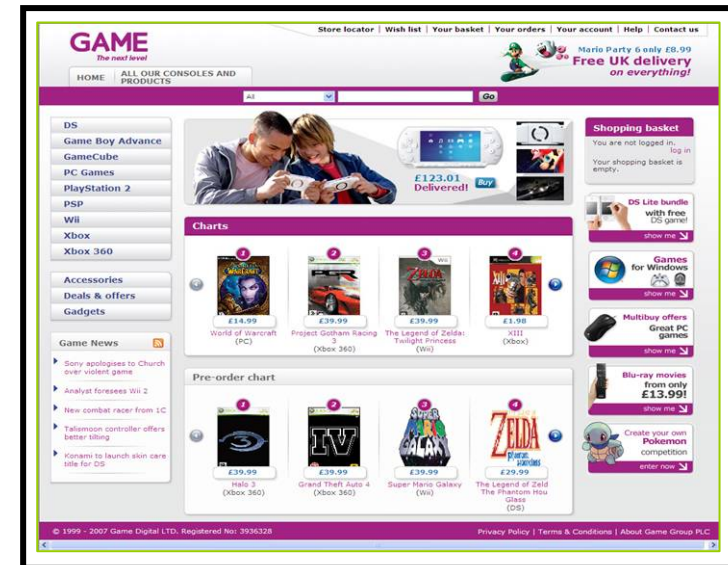 Store locator | Wish list | Your basket | Your orders | Your account | Help | Contact us
GAME
The next level
Mario Party 6 only £8.99
Free UK delivery
on everything!
HOME
ALL OUR CONSOLES AND
PRODUCTS
All
Go
DS
Game Boy Advance
GameCube
PC Games
PlayStation 2
PSP
Wii
Xbox
Xbox 360
Accessories
Deals & offers
Gadgets
Game News
Sony apologises to Church
over violent game
Analyst foresees Wii 2
New combat racer from 1C
Talismoon controller offers
better tilting
Konami to launch skin care
title for DS
£123.01
Delivered!
Buy
Charts
1
2
3
4
WARCRAFT
PGR
Wii
ZELDA
XIII
£14.99
£39.99
£39.99
£1.98
World of Warcraft
(PC)
Project Gotham Racing
3
(Xbox 360)
The Legend of Zelda:
Twilight Princess
(Wii)
XIII
(Xbox)
Pre-order chart
1
2
3
4
3
IV
SUPER
MARIO
GALAXY
ZELDA
£39.99
£39.99
£39.99
£29.99
Halo 3
(Xbox 360)
Grand Theft Auto 4
(Xbox 360)
Super Mario Galaxy
(Wii)
The Legend of Zeld
The Phantom Hou
Glass
(DS)
Shopping basket
You are not logged in.
log in
Your shopping basket is
empty.
DS Lite bundle
with free
DS game!
show me
Games
for Windows
show me
Multibuy offers
Great PC
games
show me
Blu-ray movies
from only
£13.99!
show me
Create your own
Pokemon
competition
enter now
© 1999 - 2007 Game Digital LTD. Registered No: 3936328
Privacy Policy | Terms & Conditions | About Game Group PLC